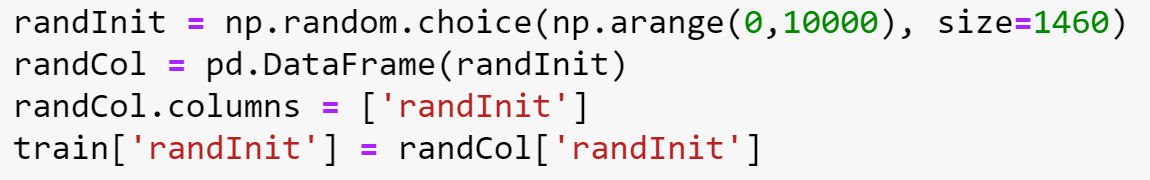 randInit = np.random.choice(np.arange(0,10000), size=1460)
randCol = pd.DataFrame(randInit)
randCol.columns = ['randInit']
train['randInit'] = randCol['randInit']